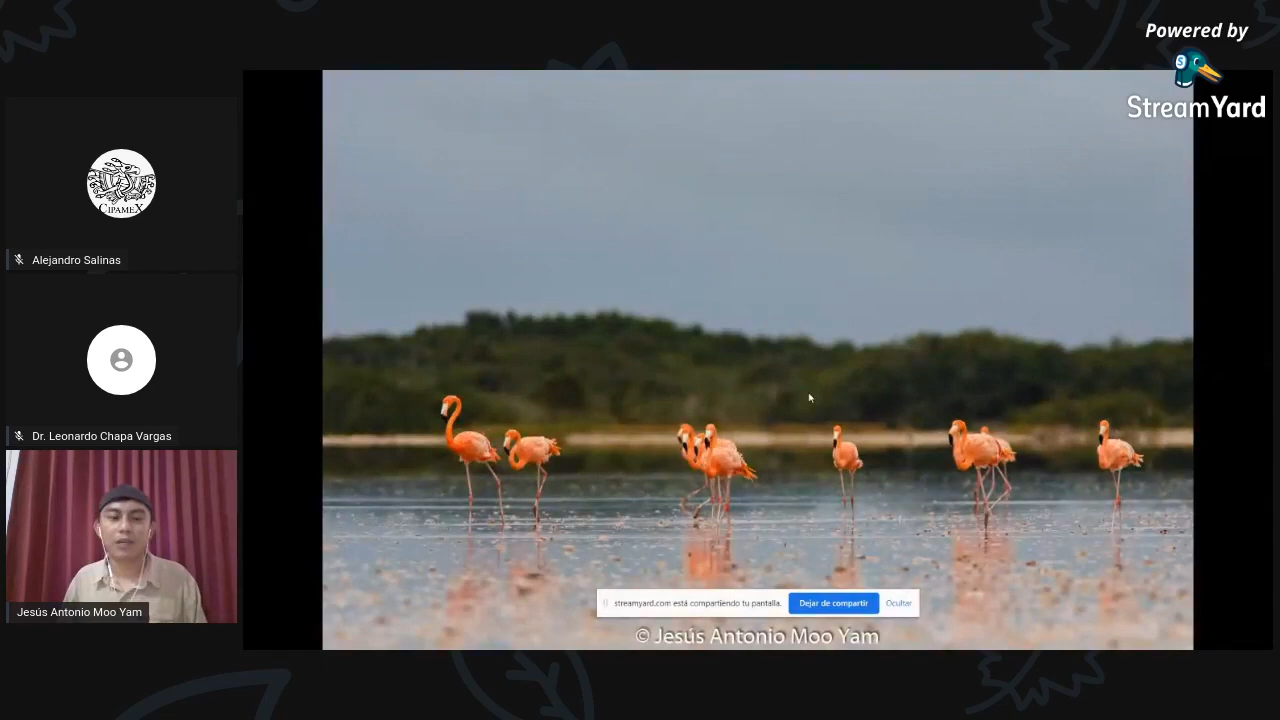 Powered by
S
StreamYard
CIPAMEX
Alejandro Salinas
Dr. Leonardo Chapa Vargas
Jesús Antonio Moo Yam
streamyard.com está compartiendo tu pantalla.
Dejar de compartir
Ocultar
© Jesús Antonio Moo Yam